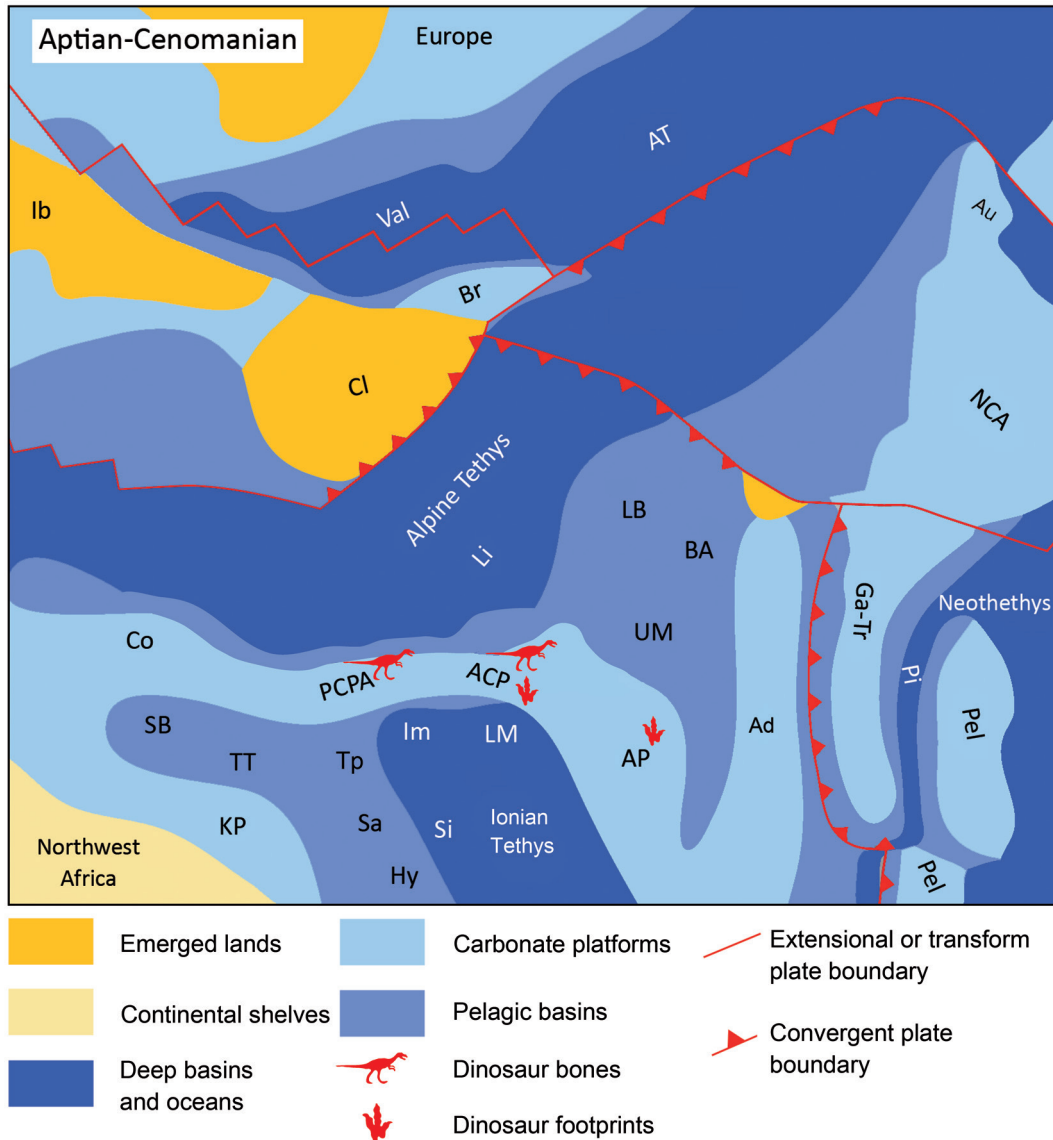 Aptian-Cenomanian
Europe
AT
Ib
Val
Au
Br
Cl
NCA
Alpine Tethys
Li
LB
BA
UM
Ga-Tr
Neothethys
Co
PCPA
ACP
Pi
SB
Im
LM
Ad
Pel
TT
Tp
AP
KP
Sa
Si
Ionian
Tethys
Northwest
Africa
Hy
Pel
Emerged lands
Continental shelves
Deep basins
and oceans
Carbonate platforms
Pelagic basins
Dinosaur bones
Dinosaur footprints
Extensional or transform
plate boundary
Convergent plate
boundary